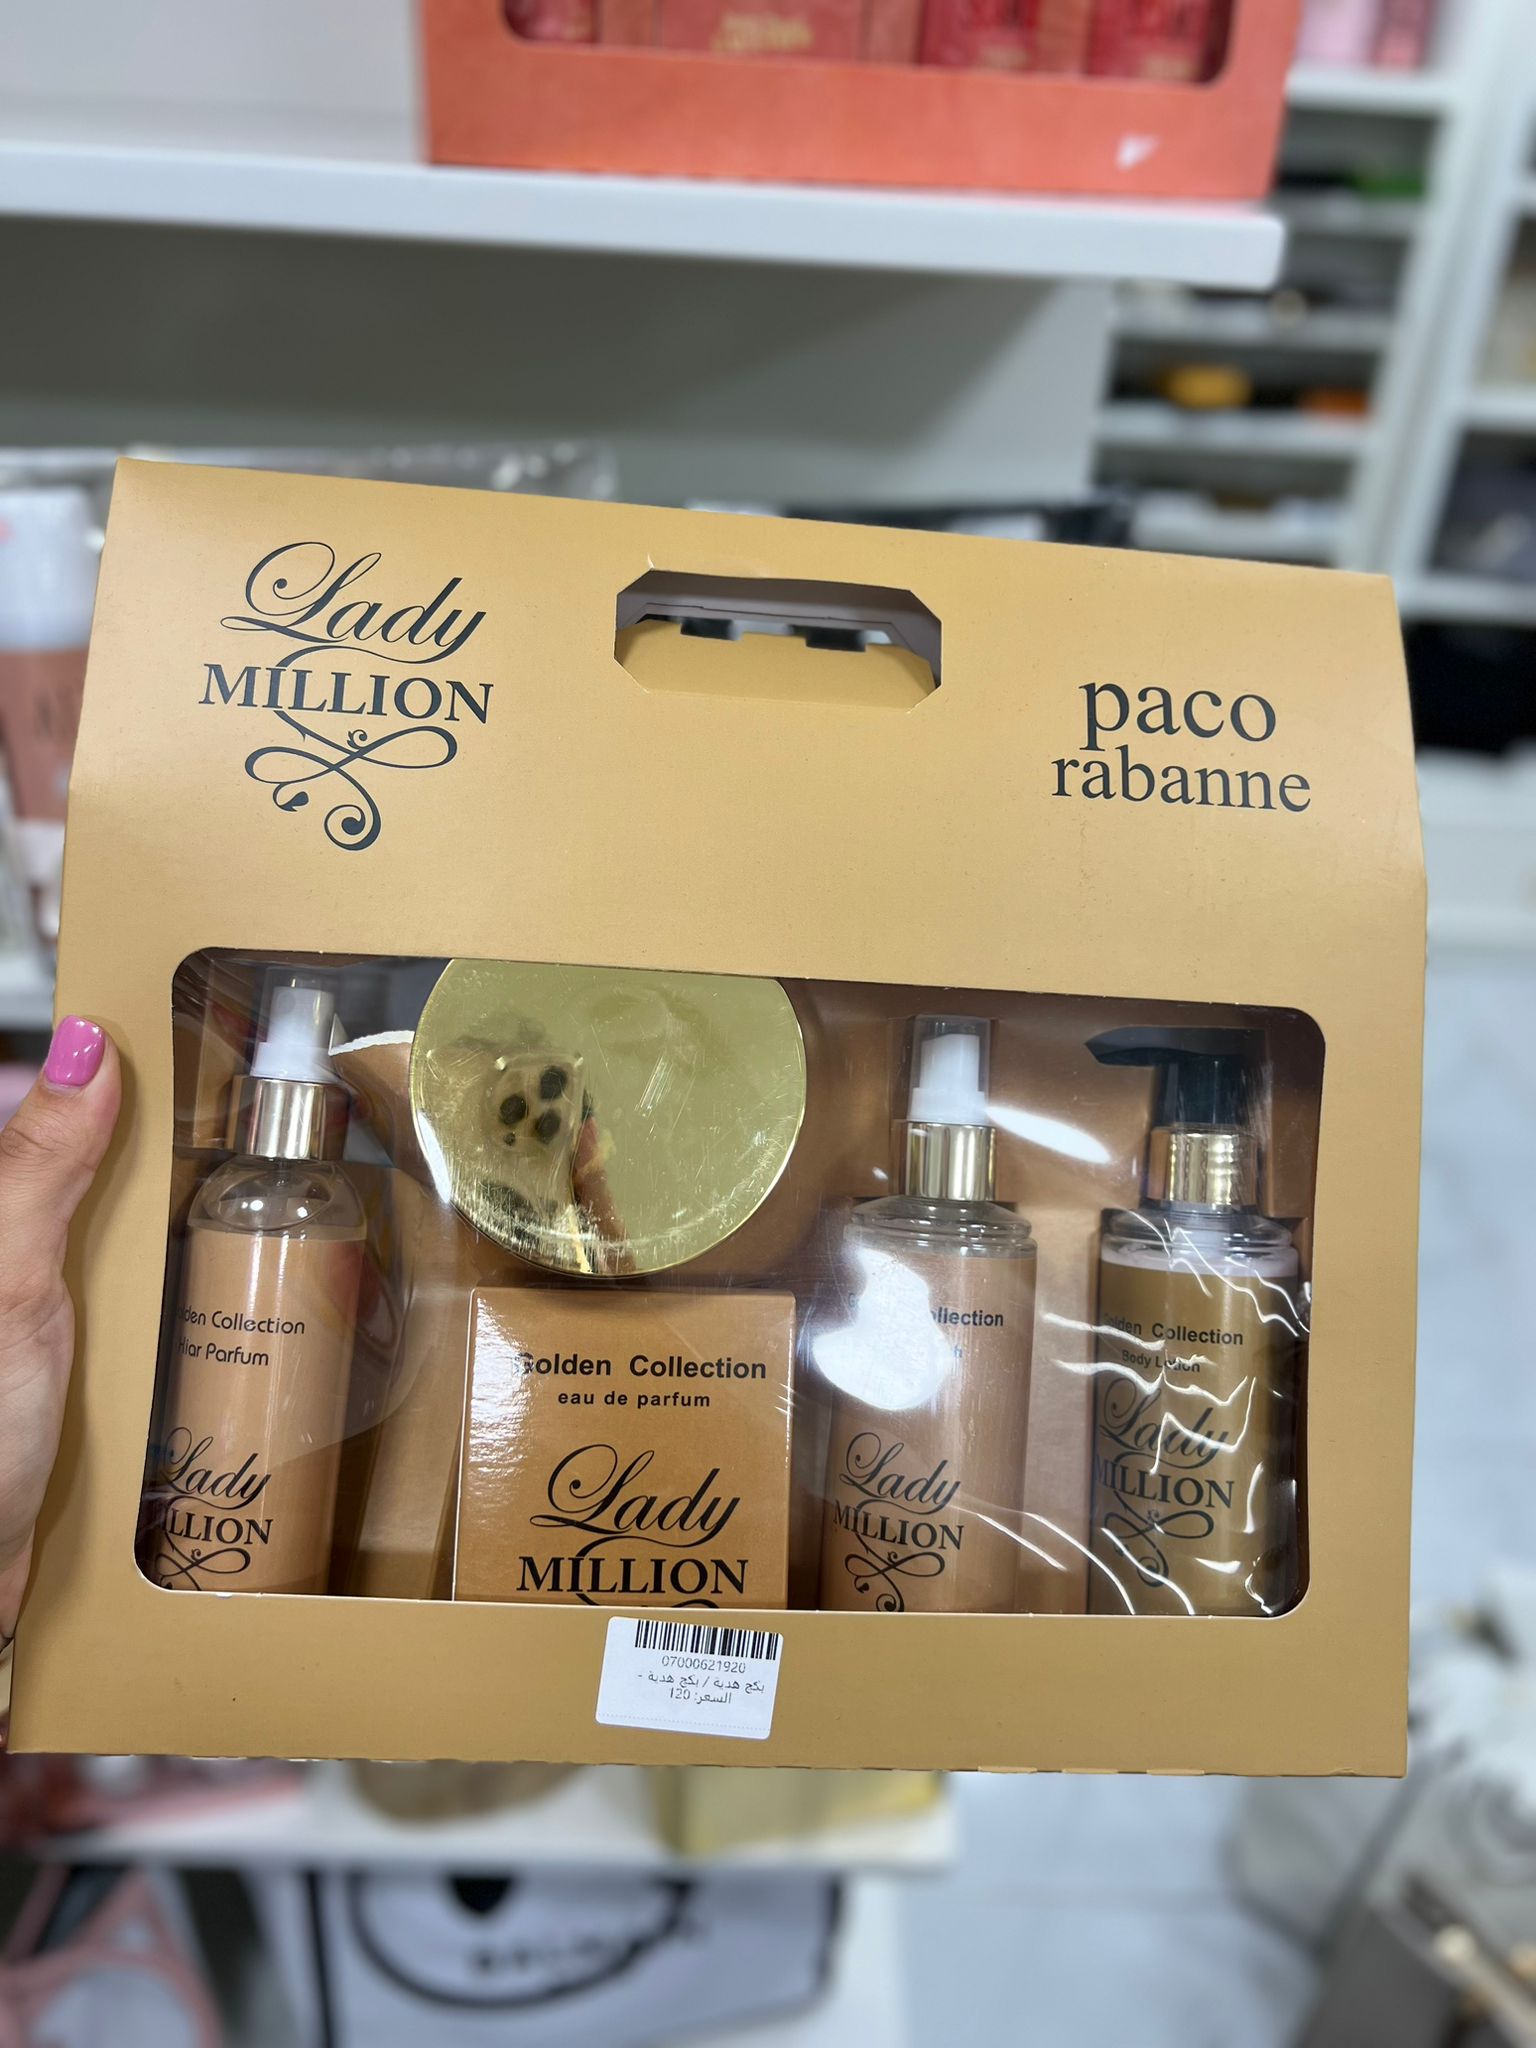 Lady
MILLION
paco
rabanne
Collection
Hiar Parfum
Lady
MILLION
Golden Collection
eau de parfum
Lady
MILLION
Collection
Lady
MILLION
Golden Collection
Body Lotion
Lady
MILLION
07000621920
بكج هدية / بكج هدية -
السعر: 120